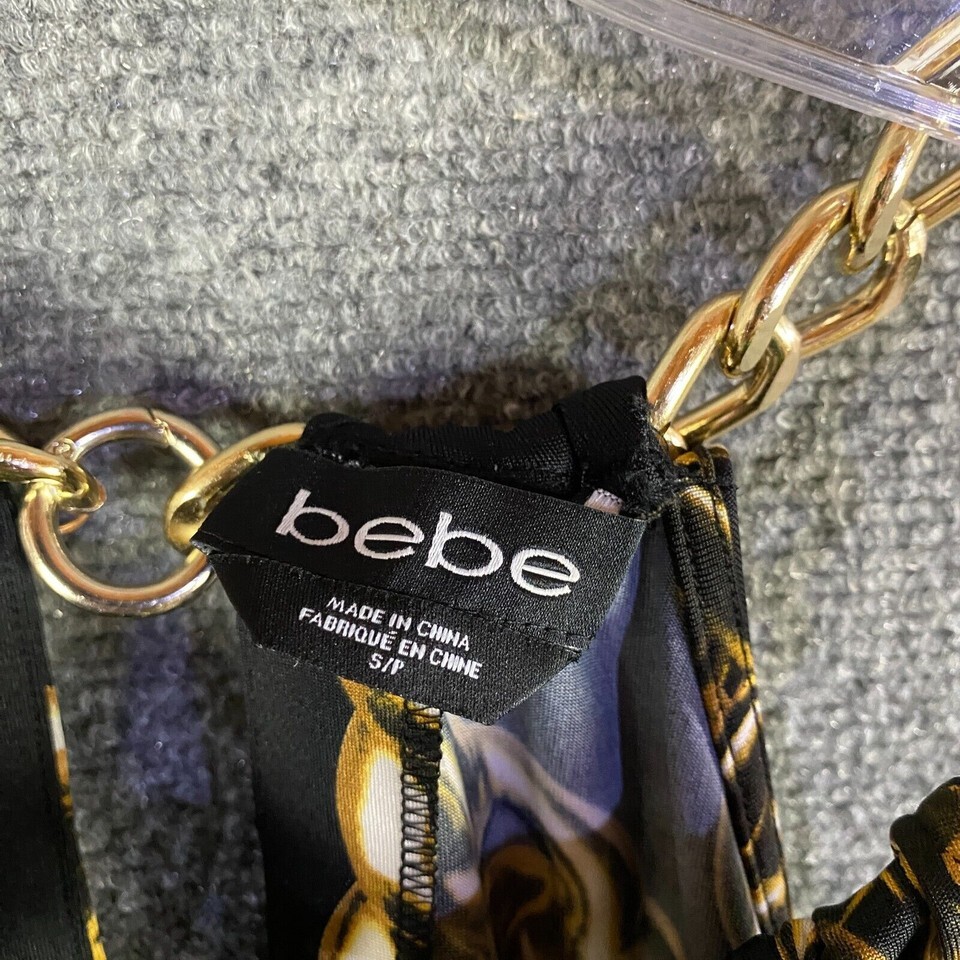 bebe
MADE IN CHINA
FABRIQUÉ EN CHINE
S/P